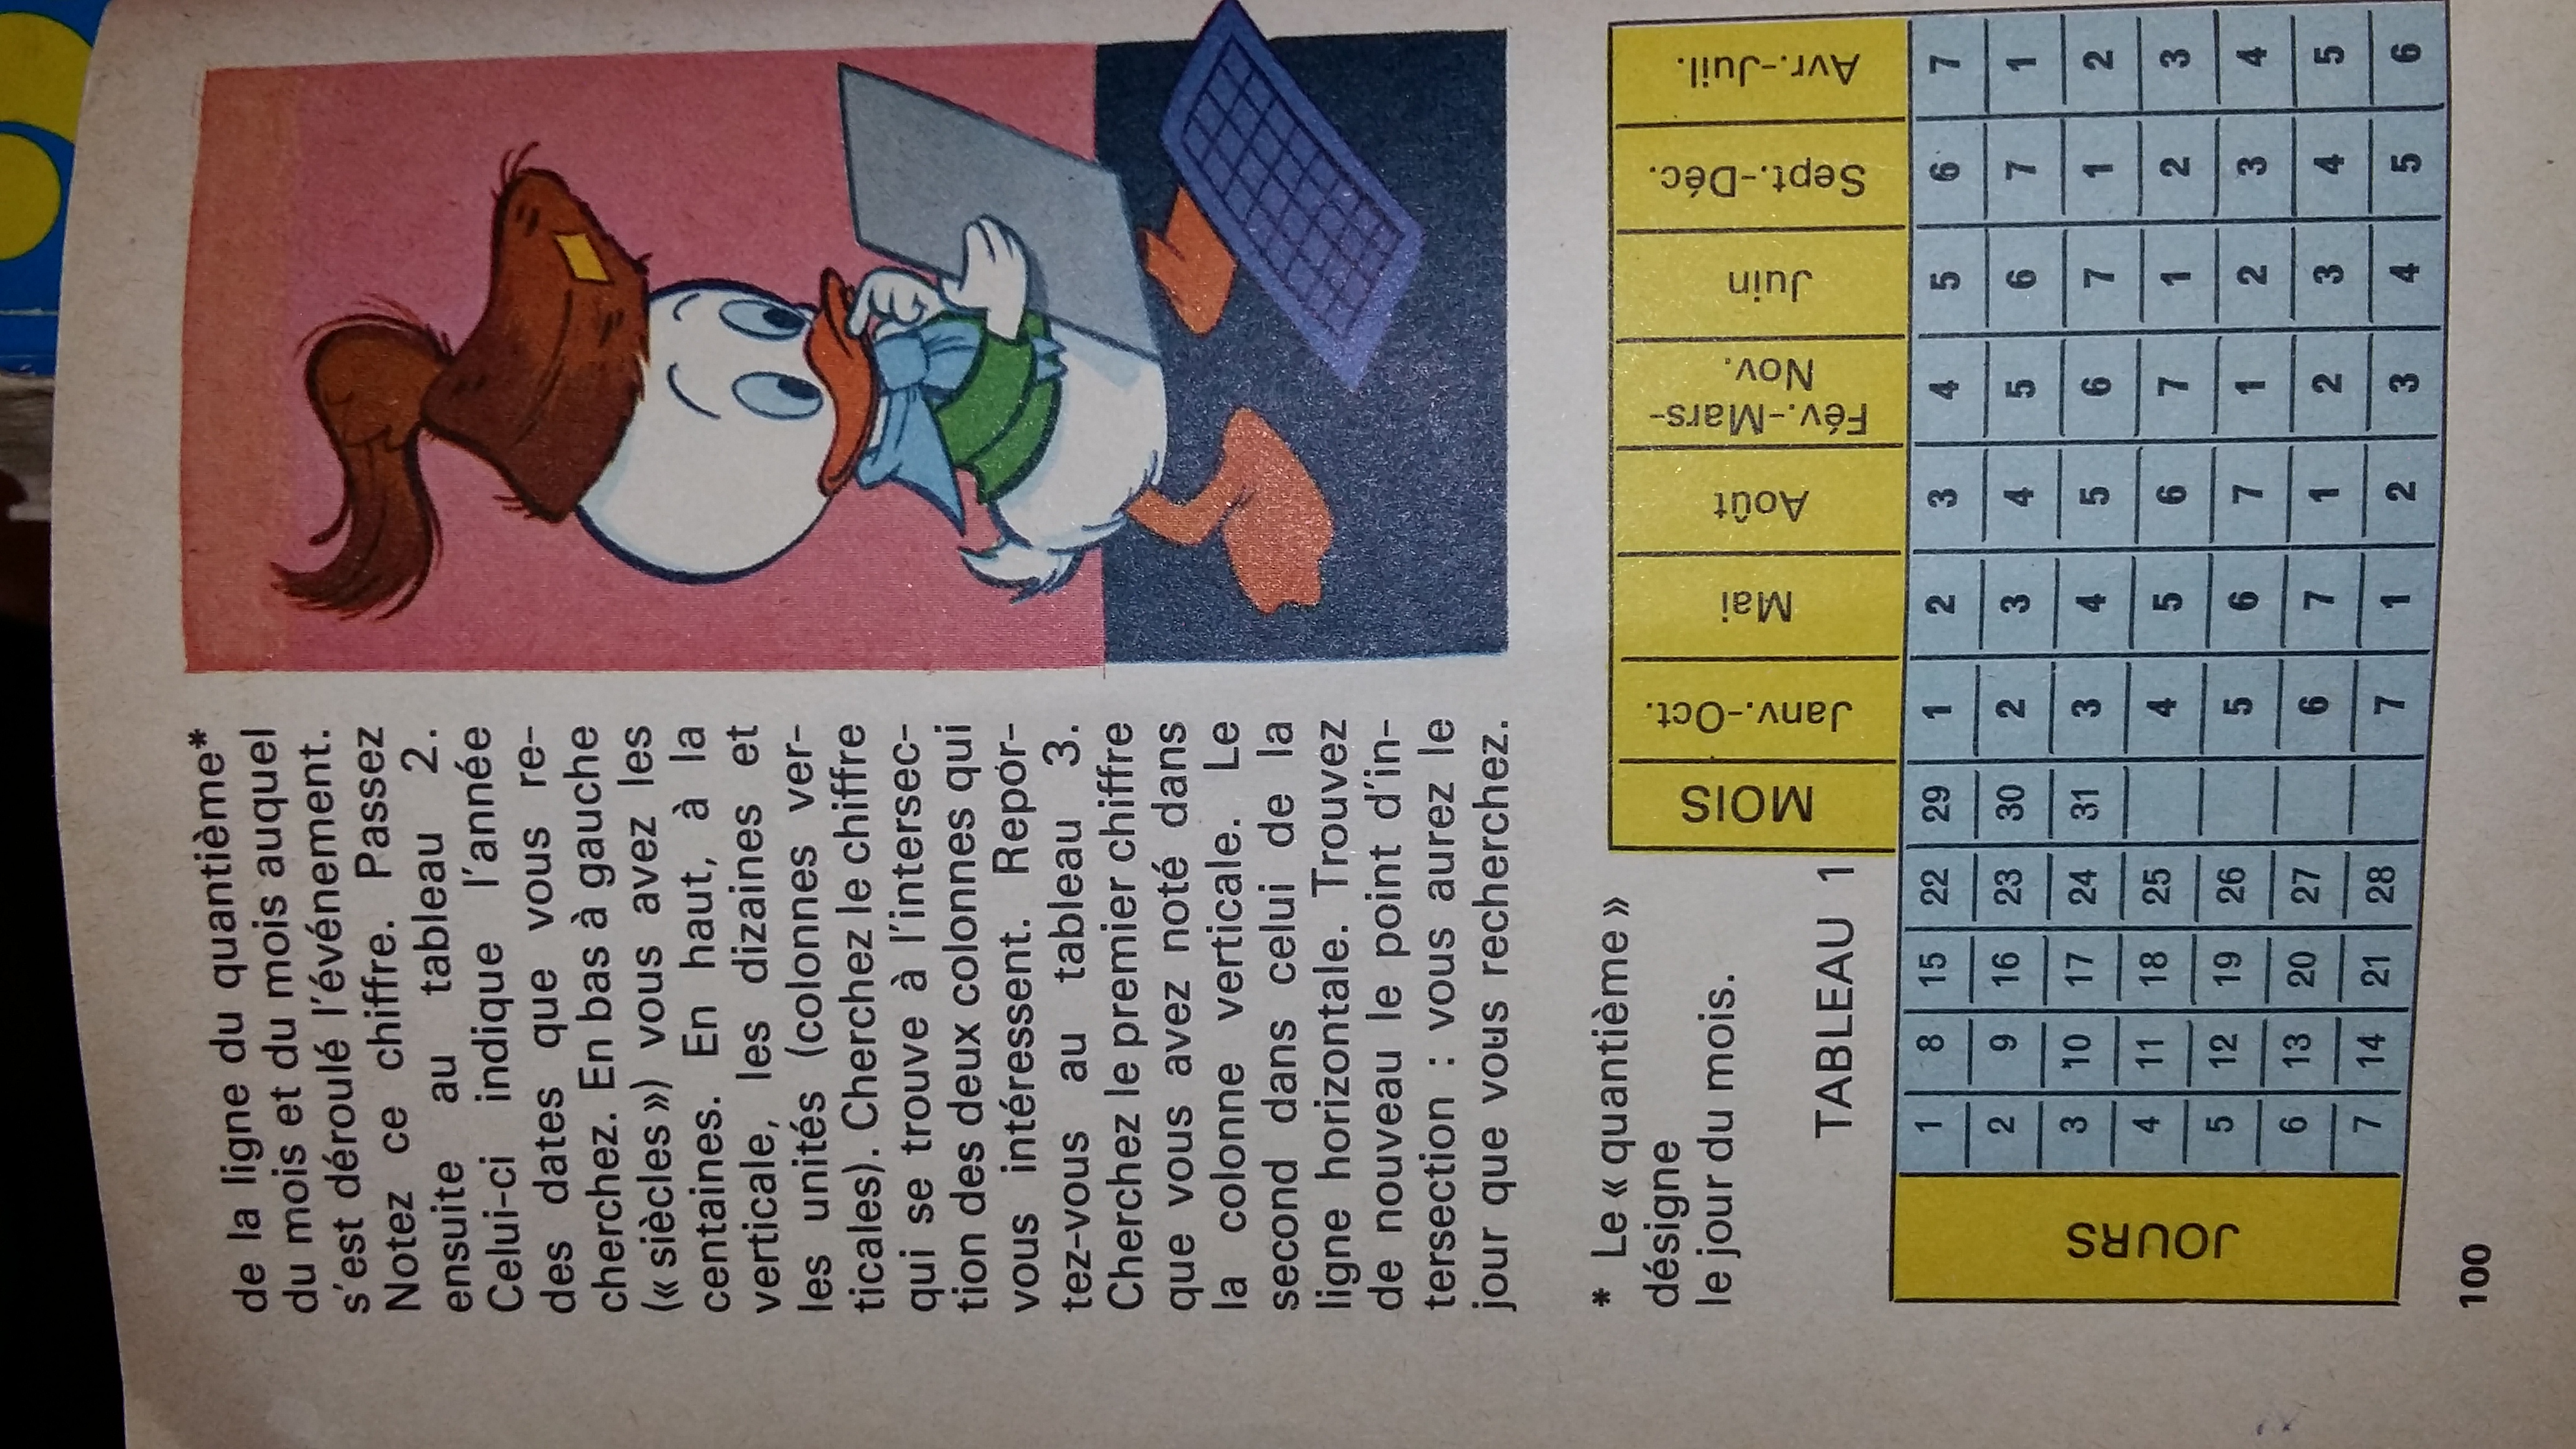 de la ligne du quantième*
du mois et du mois auquel
s'est déroulé l'événement.
Notez ce chiffre. Passez
ensuite au tableau 2.
Celui-ci indique l'année
des dates que vous re-
cherchez. En bas à gauche
(« siècles ») vous avez les
centaines. En haut, à la
verticale, les dizaines et
les unités (colonnes ver-
ticales). Cherchez le chiffre
qui se trouve à l'intersec-
tion des deux colonnes qui
vous intéressent. Repor-
tez-vous au tableau 3.
Cherchez le premier chiffre
que vous avez noté dans
la colonne verticale. Le
second dans celui de la
ligne horizontale. Trouvez
de nouveau le point d'in-
tersection : vous aurez le
jour que vous recherchez.
* Le « quantième »
désigne
le jour du mois.
TABLEAU 1
MOIS
Janv.-Oct.
Mai
Août
Fév.-Mars-
Nov.
Juin
Sept.-Déc.
Avr.-Juil.
JOURS
1 8 15 22 29 1 2 3 4 5 6 7
2 9 16 23 30 2 3 4 5 6 7 1
3 10 17 24 31 3 4 5 6 7 1 2
4 11 18 25 4 5 6 7 1 2 3
5 12 19 26 5 6 7 1 2 3 4
6 13 20 27 6 7 1 2 3 4 5
7 14 21 28 7 1 2 3 4 5 6
100